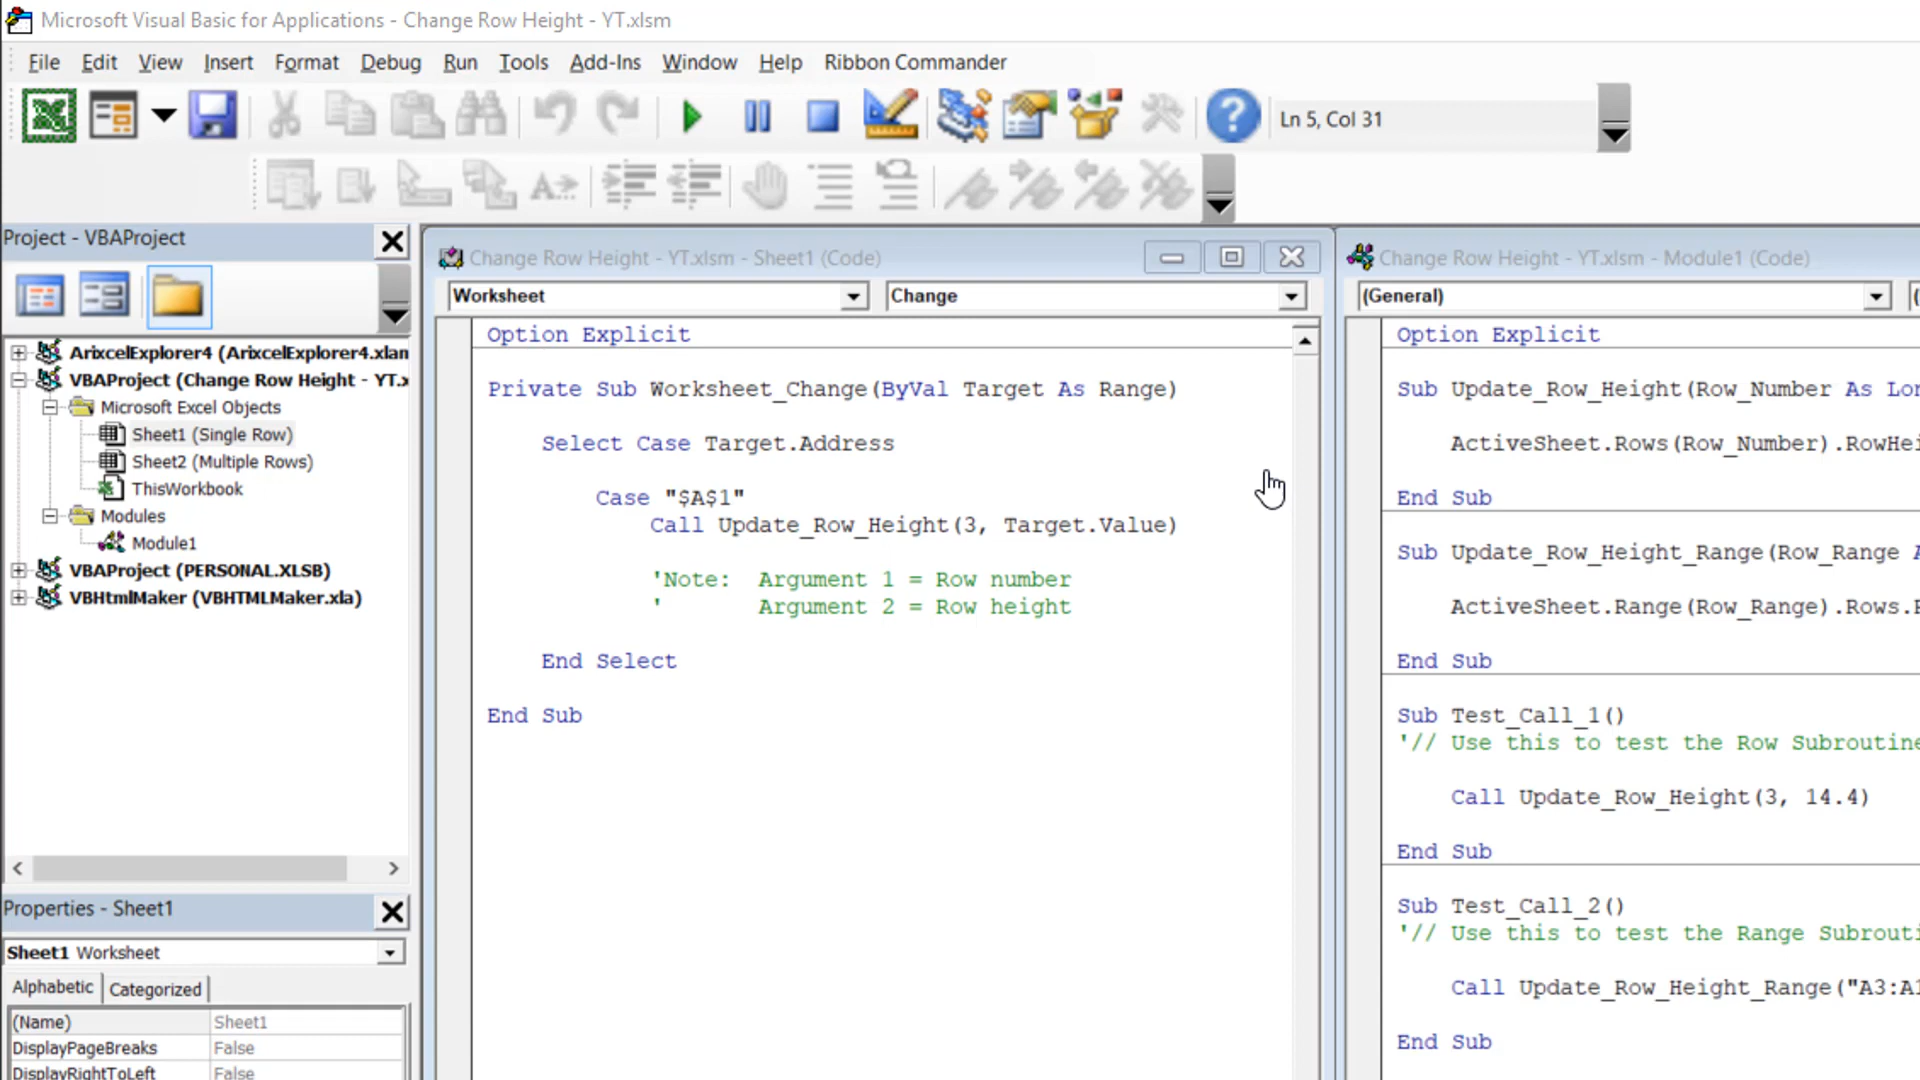 Microsoft Visual Basic for Applications - Change Row Height - YT.xlsm
File Edit View Insert Format Debug Run Tools Add-Ins Window Help Ribbon Commander
Ln 5, Col 31
Project - VBAProject
ArixcelExplorer4 (ArixcelExplorer4.xlam
VBAProject (Change Row Height - YT.x
Microsoft Excel Objects
Sheet1 (Single Row)
Sheet2 (Multiple Rows)
ThisWorkbook
Modules
Module1
VBAProject (PERSONAL.XLSB)
VBHtmlMaker (VBHTMLMaker.xla)
Properties - Sheet1
Sheet1 Worksheet
Alphabetic Categorized
(Name) Sheet1
DisplayPageBreaks False
DisplayRightToLeft False
Change Row Height - YT.xlsm - Sheet1 (Code)
Worksheet Change
Option Explicit
Private Sub Worksheet_Change(ByVal Target As Range)
Select Case Target.Address
Case "$A$1"
Call Update_Row_Height(3, Target.Value)
'Note: Argument 1 = Row number
' Argument 2 = Row height
End Select
End Sub
Change Row Height - YT.xlsm - Module1 (Code)
(General)
Option Explicit
Sub Update_Row_Height(Row_Number As Lon
ActiveSheet.Rows(Row_Number).RowHei
End Sub
Sub Update_Row_Height_Range(Row_Range A
ActiveSheet.Range(Row_Range).Rows.R
End Sub
Sub Test_Call_1()
'// Use this to test the Row Subroutine
Call Update_Row_Height(3, 14.4)
End Sub
Sub Test_Call_2()
'// Use this to test the Range Subrouti
Call Update_Row_Height_Range("A3:A1
End Sub